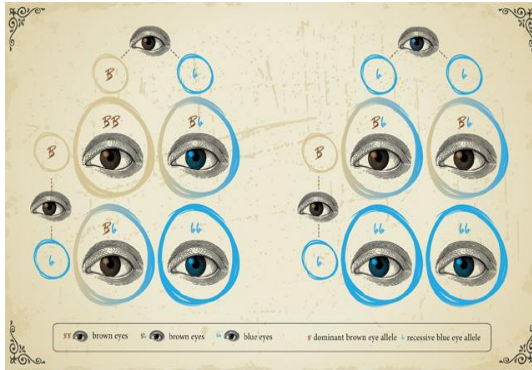 B b b b
BB Bb Bb Bb
B B
Bb bb bb bb
b b
BB brown eyes Bb brown eyes bb blue eyes B dominant brown eye allele b recessive blue eye allele